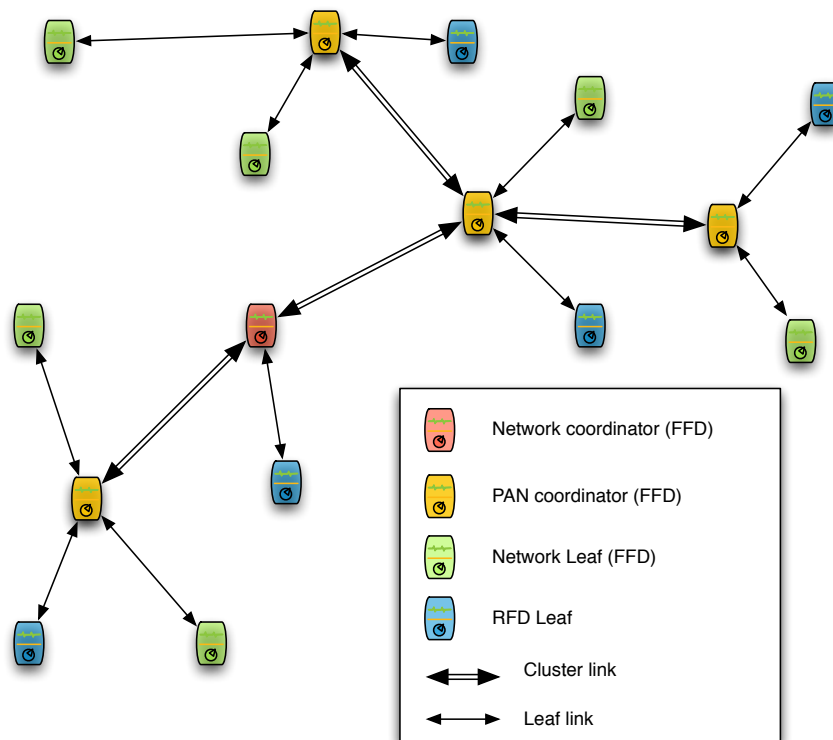 Network coordinator (FFD)
PAN coordinator (FFD)
Network Leaf (FFD)
RFD Leaf
Cluster link
Leaf link